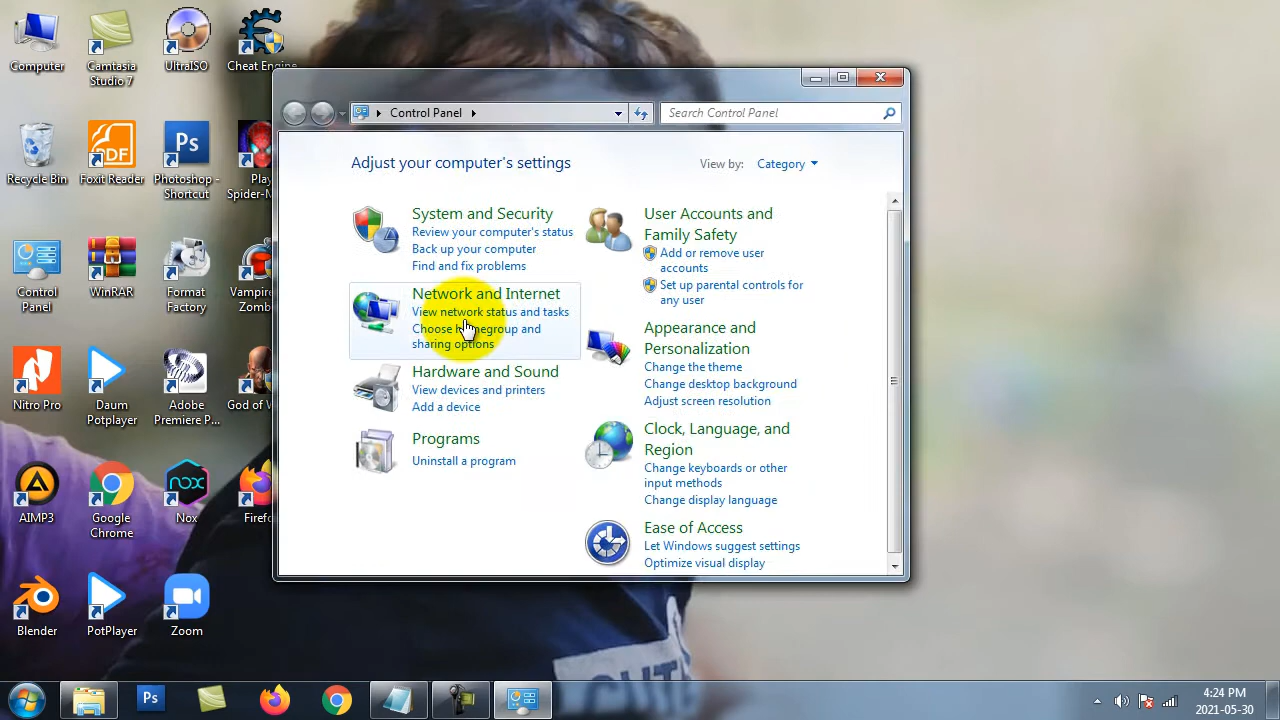 Computer
Camtasia
Studio 7
UltraISO
Cheat Engine
Recycle Bin
Foxit Reader
Photoshop -
Shortcut
Play
Spider-M
Control
Panel
WinRAR
Format
Factory
Vampire
Zomb
Nitro Pro
Daum
Potplayer
Adobe
Premiere P...
God of W
AIMP3
Google
Chrome
Nox
Firef
Blender
PotPlayer
Zoom
Control Panel
Search Control Panel
Adjust your computer's settings
View by: Category
System and Security
Review your computer's status
Back up your computer
Find and fix problems
Network and Internet
View network status and tasks
Choose homegroup and
sharing options
Hardware and Sound
View devices and printers
Add a device
Programs
Uninstall a program
User Accounts and
Family Safety
Add or remove user
accounts
Set up parental controls for
any user
Appearance and
Personalization
Change the theme
Change desktop background
Adjust screen resolution
Clock, Language, and
Region
Change keyboards or other
input methods
Change display language
Ease of Access
Let Windows suggest settings
Optimize visual display
4:24 PM
2021-05-30